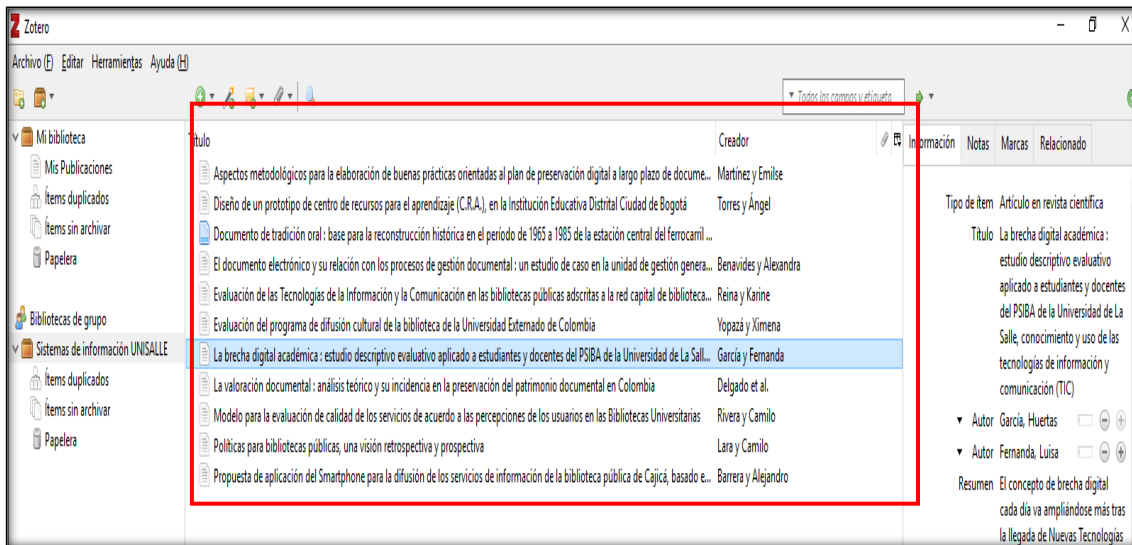 Zotero
Archivo (F) Editar Herramientas Ayuda (H)
Todos los campos y etiqueta
Mi biblioteca
Mis Publicaciones
Ítems duplicados
Ítems sin archivar
Papelera
Bibliotecas de grupo
Sistemas de información UNISALLE
Ítems duplicados
Ítems sin archivar
Papelera
Título Creador
Aspectos metodológicos para la elaboración de buenas prácticas orientadas al plan de preservación digital a largo plazo de docume... Martínez y Emilse
Diseño de un prototipo de centro de recursos para el aprendizaje (C.R.A.), en la Institución Educativa Distrital Ciudad de Bogotá Torres y Ángel
Documento de tradición oral : base para la reconstrucción histórica en el período de 1965 a 1985 de la estación central del ferrocarril ...
El documento electrónico y su relación con los procesos de gestión documental : un estudio de caso en la unidad de gestión genera... Benavides y Alexandra
Evaluación de las Tecnologías de la Información y la Comunicación en las bibliotecas públicas adscritas a la red capital de biblioteca... Reina y Karine
Evaluación del programa de difusión cultural de la biblioteca de la Universidad Externado de Colombia Yopazá y Ximena
La brecha digital académica : estudio descriptivo evaluativo aplicado a estudiantes y docentes del PSIBA de la Universidad de La Sall... García y Fernanda
La valoración documental : análisis teórico y su incidencia en la preservación del patrimonio documental en Colombia Delgado et al.
Modelo para la evaluación de calidad de los servicios de acuerdo a las percepciones de los usuarios en las Bibliotecas Universitarias Rivera y Camilo
Políticas para bibliotecas públicas, una visión retrospectiva y prospectiva Lara y Camilo
Propuesta de aplicación del Smartphone para la difusión de los servicios de información de la biblioteca pública de Cajicá, basado e... Barrera y Alejandro
Información Notas Marcas Relacionado
Tipo de ítem Artículo en revista científica
Título La brecha digital académica :
estudio descriptivo evaluativo
aplicado a estudiantes y docentes
del PSIBA de la Universidad de La
Salle, conocimiento y uso de las
tecnologías de información y
comunicación (TIC)
Autor García, Huertas
Autor Fernanda, Luisa
Resumen El concepto de brecha digital
cada día va ampliándose más tras
la llegada de Nuevas Tecnologías